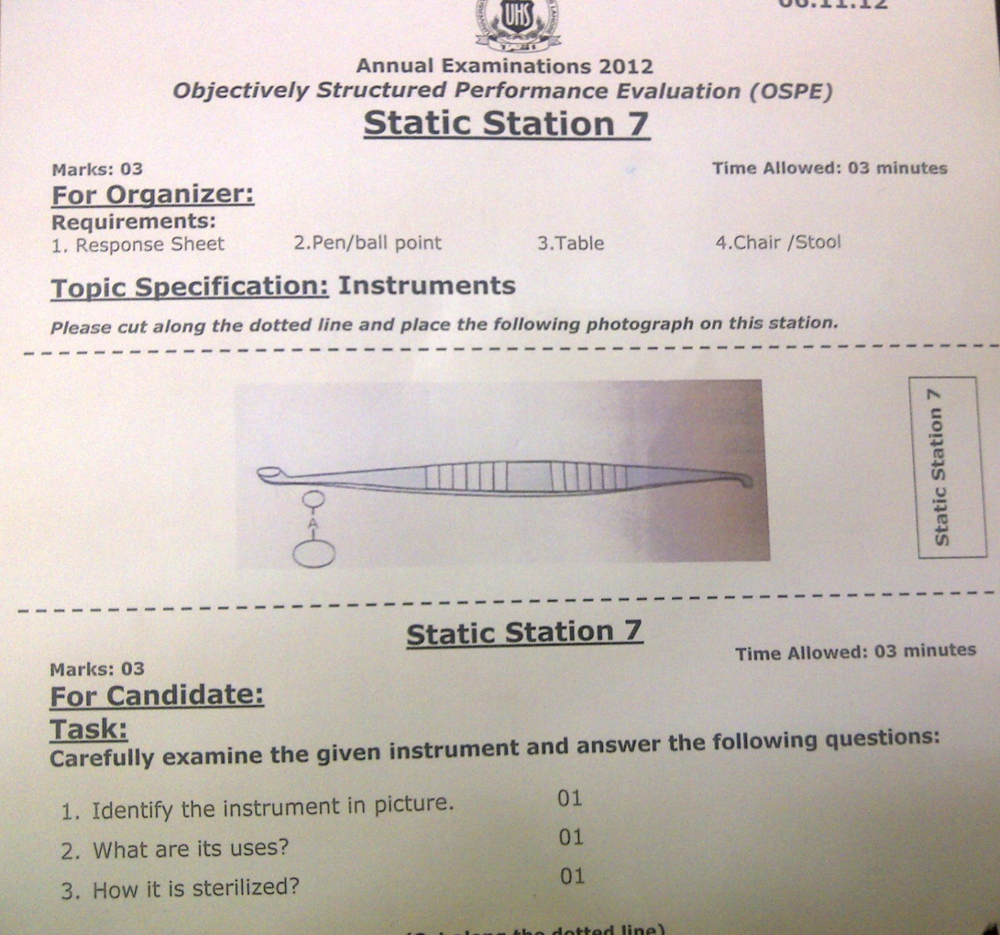 UHS
Annual Examinations 2012
Objectively Structured Performance Evaluation (OSPE)
Static Station 7
Marks: 03 Time Allowed: 03 minutes
For Organizer:
Requirements:
1. Response Sheet 2.Pen/ball point 3.Table 4.Chair /Stool
Topic Specification: Instruments
Please cut along the dotted line and place the following photograph on this station.
A
Static Station 7
Static Station 7
Marks: 03 Time Allowed: 03 minutes
For Candidate:
Task:
Carefully examine the given instrument and answer the following questions:
1. Identify the instrument in picture. 01
2. What are its uses? 01
3. How it is sterilized? 01
along the dotted line)